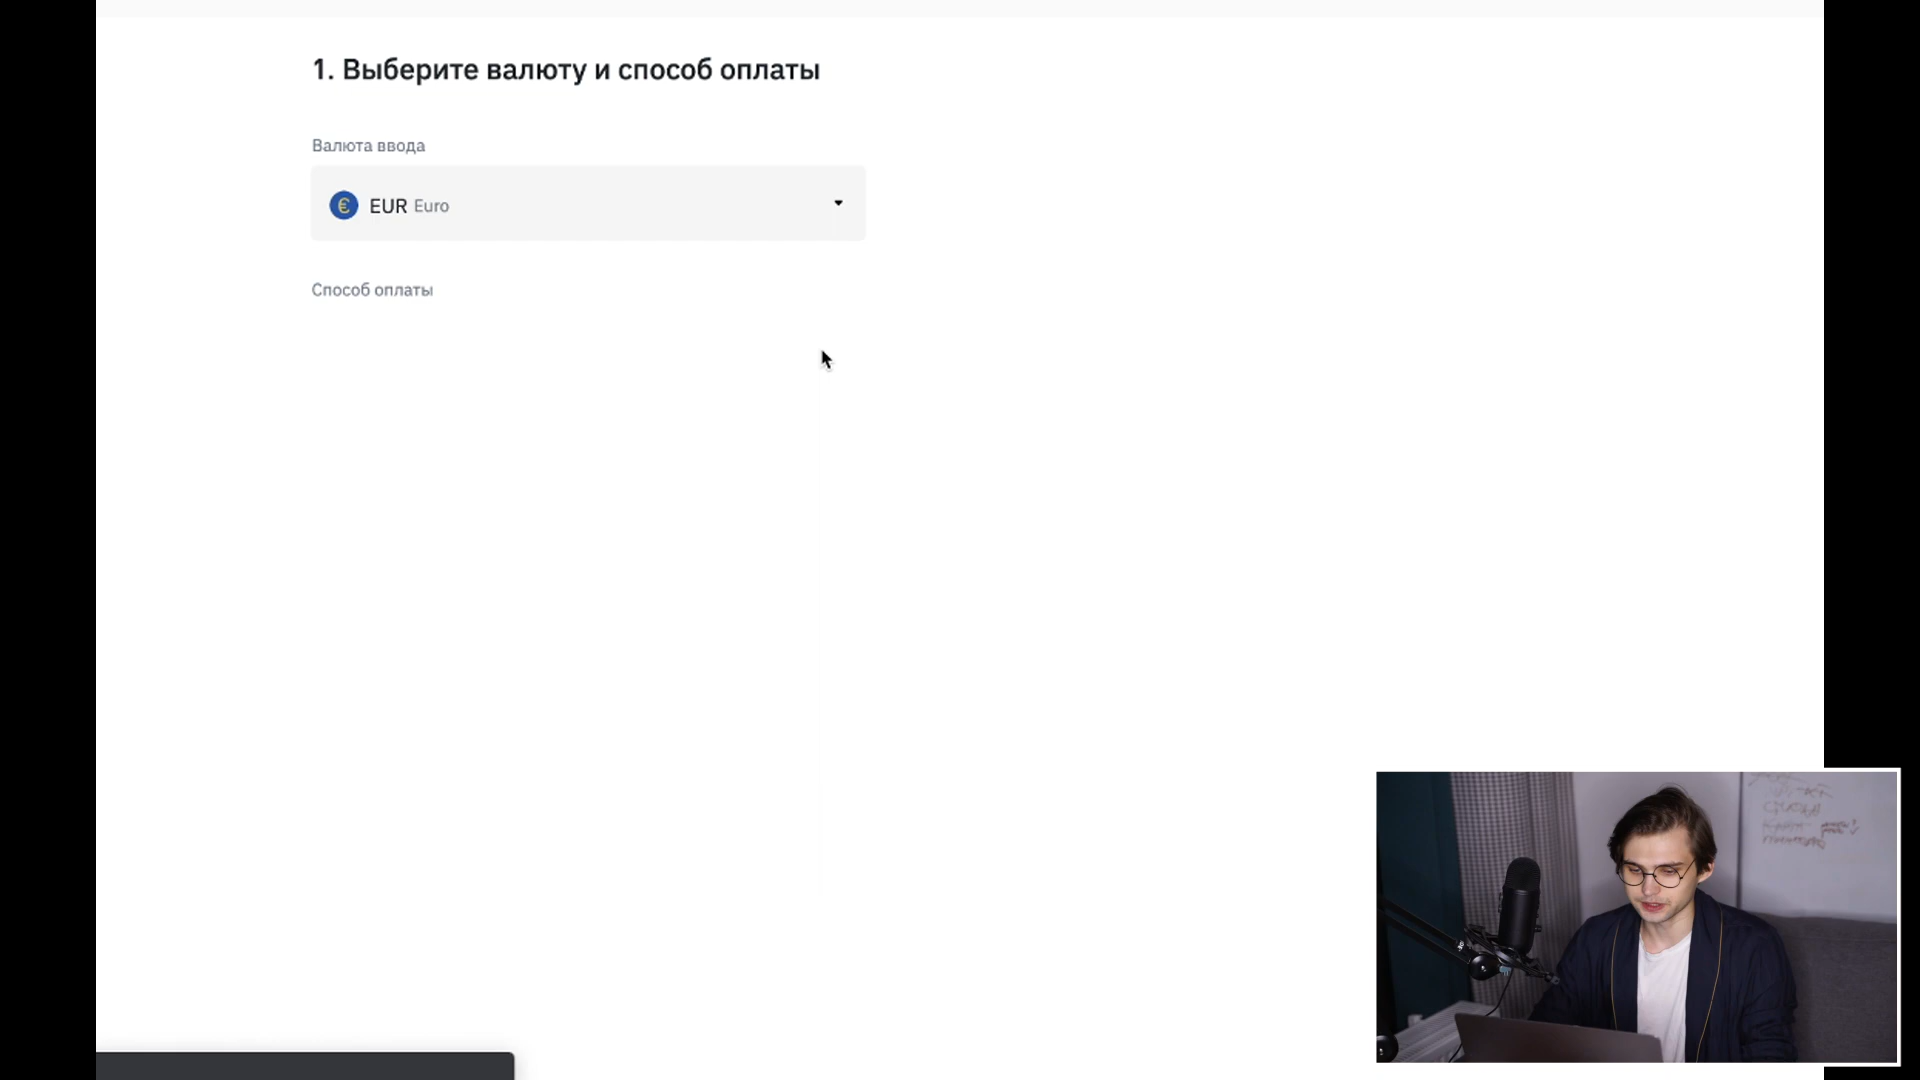 1. Выберите валюту и способ оплаты
Валюта ввода
€ EUR Euro
Способ оплаты